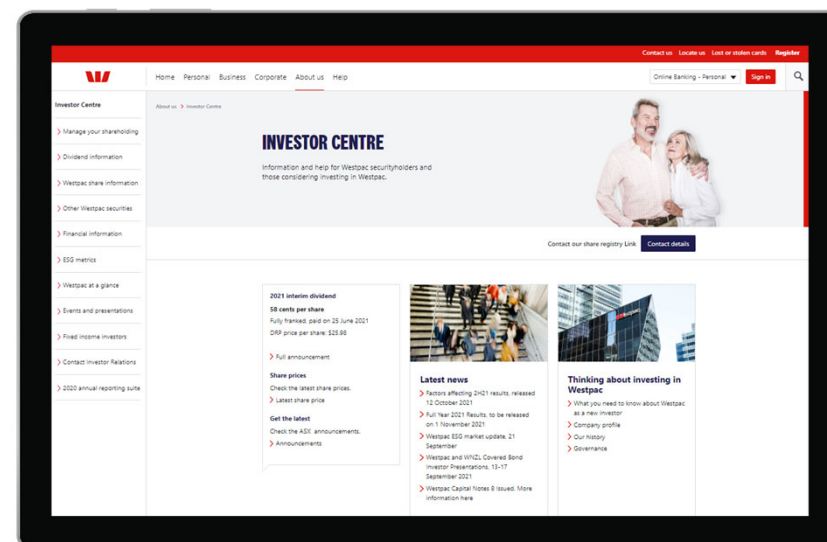 Contact us Locate us Lost or stolen cards Register
Home Personal Business Corporate About us Help
Online Banking - Personal Sign in
Investor Centre
Manage your shareholding
Dividend information
Westpac share information
Other Westpac securities
Financial information
ESG metrics
Westpac at a glance
Events and presentations
Fixed income investors
Contact Investor Relations
2020 annual reporting suite
About us Investor Centre
INVESTOR CENTRE
Information and help for Westpac securityholders and
those considering investing in Westpac.
Contact our share registry Link Contact details
2021 interim dividend
58 cents per share
Fully franked, paid on 25 June 2021
DRP price per share: $25.98
Full announcement
Share prices
Check the latest share prices.
Latest share price
Get the latest
Check the ASX announcements.
Announcements
Latest news
Factors affecting 2H21 results, released
12 October 2021
Full Year 2021 Results, to be released
on 1 November 2021
Westpac ESG market update, 21
September
Westpac and WNZL Covered Bond
Investor Presentations, 13-17
September 2021
Westpac Capital Notes 8 issued. More
information here
Westpac
Thinking about investing in
Westpac
What you need to know about Westpac
as a new investor
Company profile
Our history
Governance